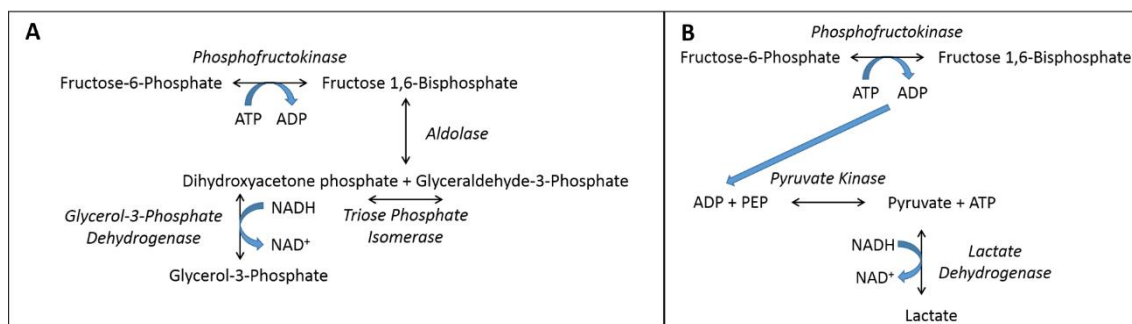 A
Phosphofructokinase
Fructose-6-Phosphate
Fructose 1,6-Bisphosphate
ATP
ADP
Aldolase
Dihydroxyacetone phosphate + Glyceraldehyde-3-Phosphate
Glycerol-3-Phosphate
Dehydrogenase
NADH
NAD⁺
Triose Phosphate
Isomerase
Glycerol-3-Phosphate
B
Phosphofructokinase
Fructose-6-Phosphate
Fructose 1,6-Bisphosphate
ATP
ADP
Pyruvate Kinase
ADP + PEP
Pyruvate + ATP
NADH
NAD⁺
Lactate
Dehydrogenase
Lactate